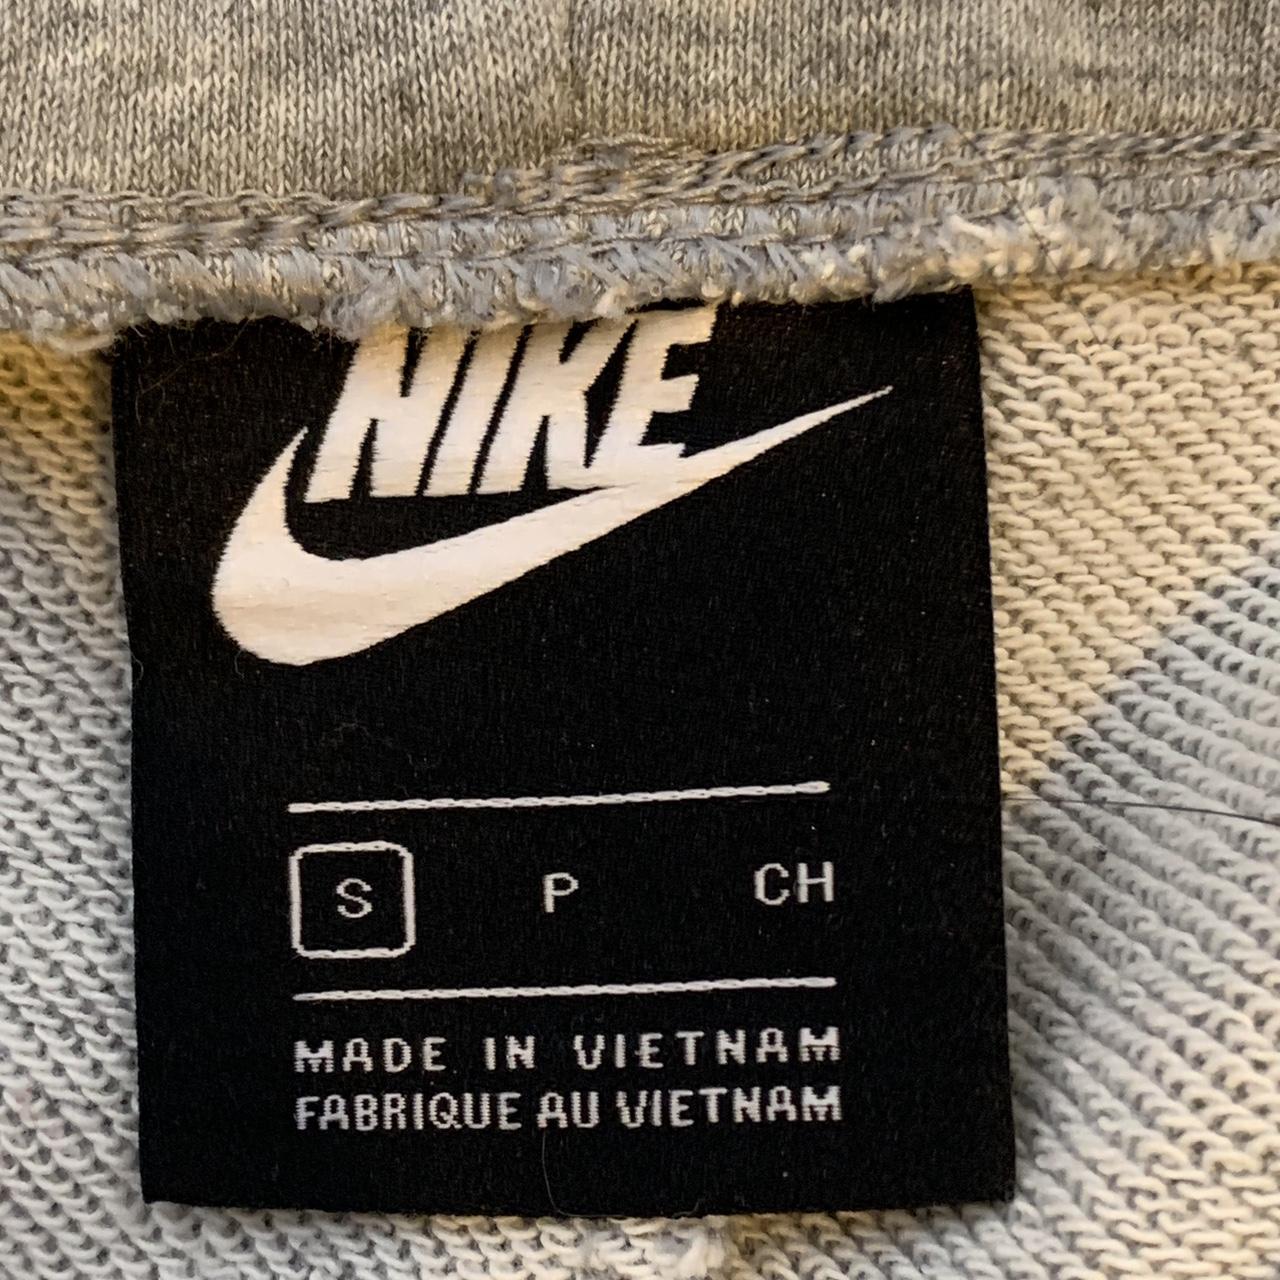 NIKE
S P CH
MADE IN VIETNAM
FABRIQUE AU VIETNAM